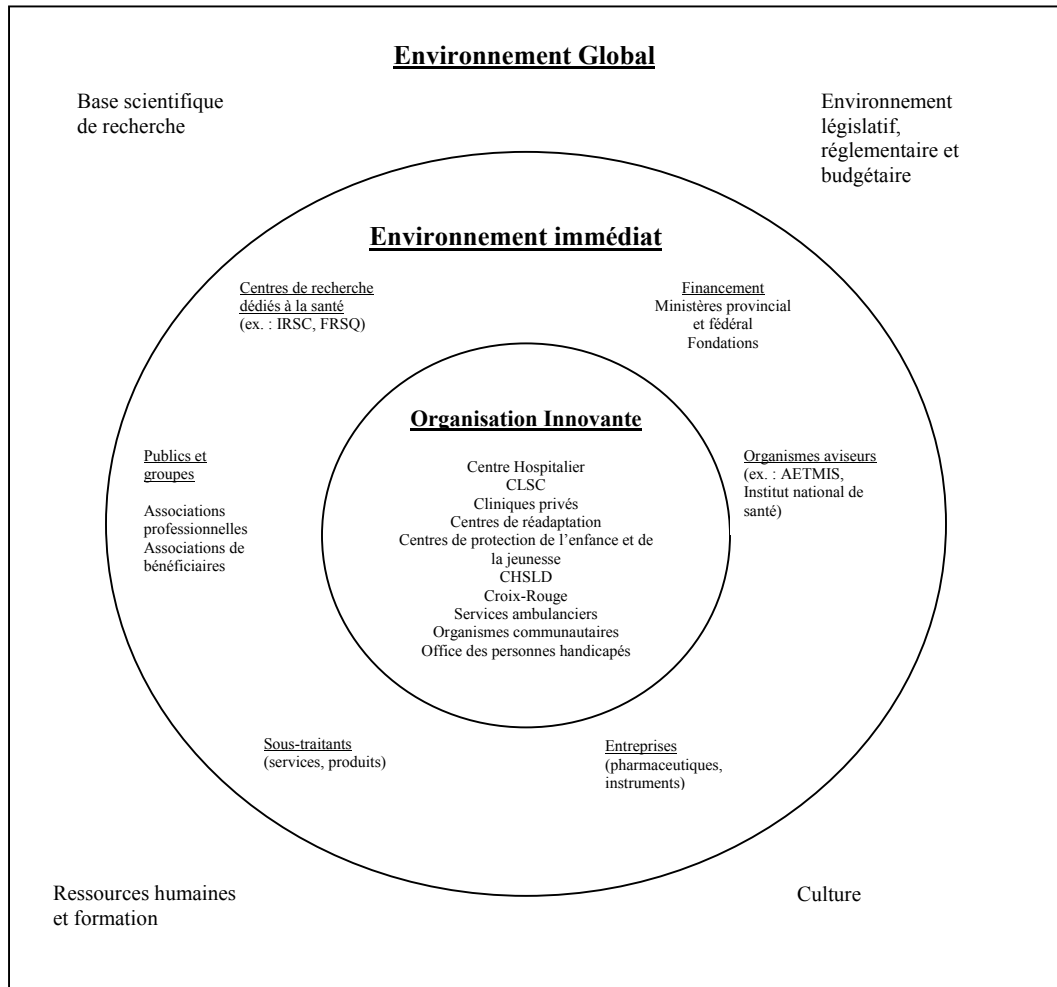 Environnement Global
Base scientifique
de recherche
Environnement
législatif,
réglementaire et
budgétaire
Environnement immédiat
Centres de recherche
dédiés à la santé
(ex. : IRSC, FRSQ)
Financement
Ministères provincial
et fédéral
Fondations
Organisation Innovante
Centre Hospitalier
CLSC
Cliniques privés
Centres de réadaptation
Centres de protection de l'enfance et de
la jeunesse
CHSLD
Croix-Rouge
Services ambulanciers
Organismes communautaires
Office des personnes handicapés
Publics et
groupes
Associations
professionnelles
Associations de
bénéficiaires
Organismes aviseurs
(ex. : AETMIS,
Institut national de
santé)
Sous-traitants
(services, produits)
Entreprises
(pharmaceutiques,
instruments)
Ressources humaines
et formation
Culture